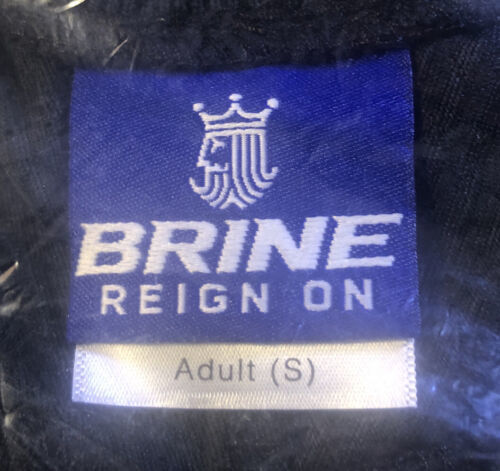 BRINE
REIGN ON
Adult (S)